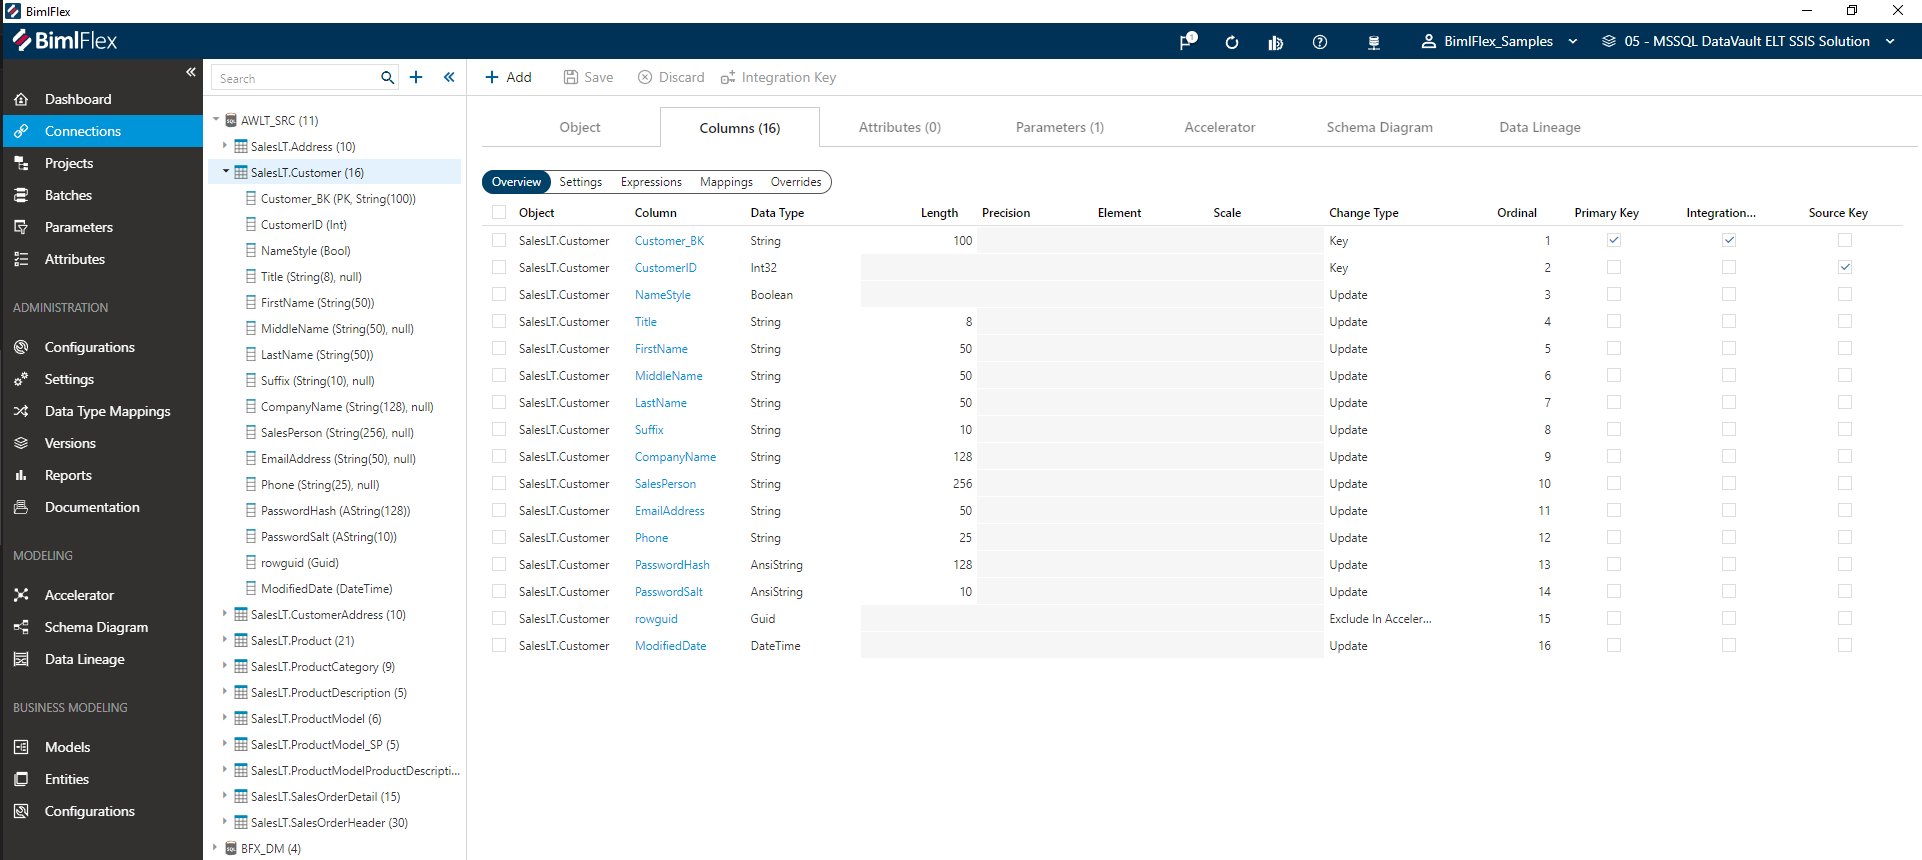 BimlFlex
BimlFlex
1
BimlFlex_Samples
05 - MSSQL DataVault ELT SSIS Solution
Dashboard
Connections
Projects
Batches
Parameters
Attributes
ADMINISTRATION
Configurations
Settings
Data Type Mappings
Versions
Reports
Documentation
MODELING
Accelerator
Schema Diagram
Data Lineage
BUSINESS MODELING
Models
Entities
Configurations
Search
AWLT_SRC (11)
SalesLT.Address (10)
SalesLT.Customer (16)
Customer_BK (PK, String(100))
CustomerID (Int)
NameStyle (Bool)
Title (String(8), null)
FirstName (String(50))
MiddleName (String(50), null)
LastName (String(50))
Suffix (String(10), null)
CompanyName (String(128), null)
SalesPerson (String(256), null)
EmailAddress (String(50), null)
Phone (String(25), null)
PasswordHash (AString(128))
PasswordSalt (AString(10))
rowguid (Guid)
ModifiedDate (DateTime)
SalesLT.CustomerAddress (10)
SalesLT.Product (21)
SalesLT.ProductCategory (9)
SalesLT.ProductDescription (5)
SalesLT.ProductModel (6)
SalesLT.ProductModel_SP (5)
SalesLT.ProductModelProductDescripti...
SalesLT.SalesOrderDetail (15)
SalesLT.SalesOrderHeader (30)
BFX_DM (4)
Add Save Discard Integration Key
Object Columns (16) Attributes (0) Parameters (1) Accelerator Schema Diagram Data Lineage
Overview Settings Expressions Mappings Overrides
Object Column Data Type Length Precision Element Scale Change Type Ordinal Primary Key Integration... Source Key
SalesLT.Customer Customer_BK String 100 Key 1
SalesLT.Customer CustomerID Int32 Key 2
SalesLT.Customer NameStyle Boolean Update 3
SalesLT.Customer Title String 8 Update 4
SalesLT.Customer FirstName String 50 Update 5
SalesLT.Customer MiddleName String 50 Update 6
SalesLT.Customer LastName String 50 Update 7
SalesLT.Customer Suffix String 10 Update 8
SalesLT.Customer CompanyName String 128 Update 9
SalesLT.Customer SalesPerson String 256 Update 10
SalesLT.Customer EmailAddress String 50 Update 11
SalesLT.Customer Phone String 25 Update 12
SalesLT.Customer PasswordHash AnsiString 128 Update 13
SalesLT.Customer PasswordSalt AnsiString 10 Update 14
SalesLT.Customer rowguid Guid Exclude In Acceler... 15
SalesLT.Customer ModifiedDate DateTime Update 16